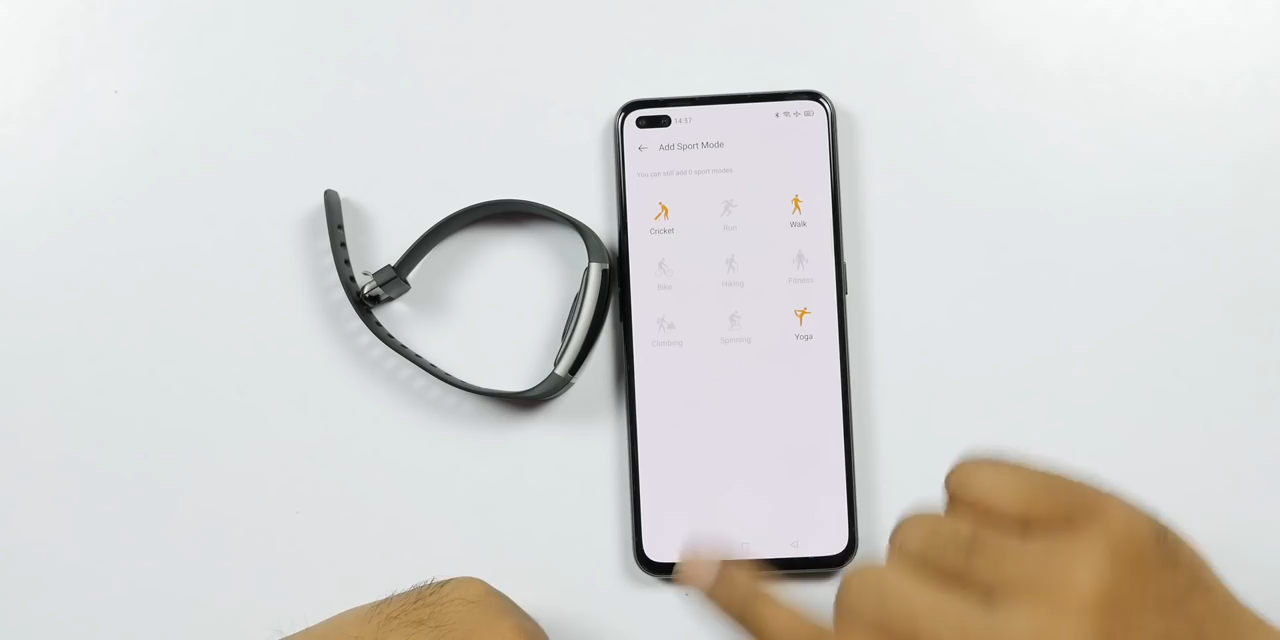 14:37
Add Sport Mode
You can still add 0 sport modes
Cricket
Run
Walk
Bike
Hiking
Fitness
Climbing
Spinning
Yoga